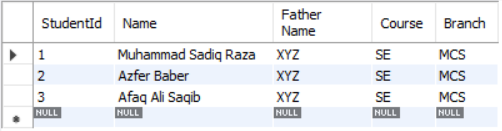 StudentId Name Father Name Course Branch
1 Muhammad Sadiq Raza XYZ SE MCS
2 Azfer Baber XYZ SE MCS
3 Afaq Ali Saqib XYZ SE MCS
NULL NULL NULL NULL NULL